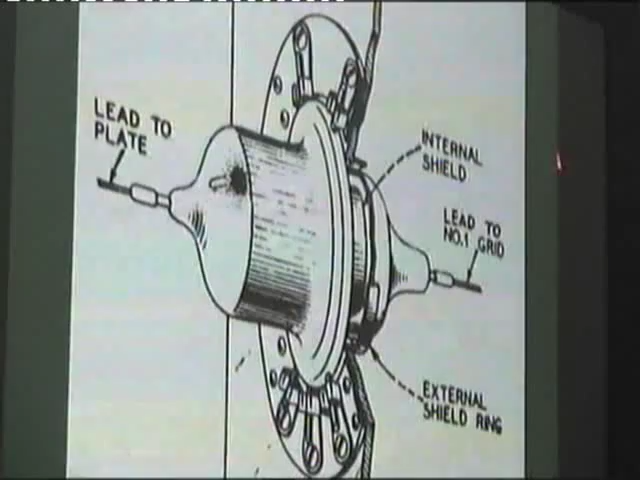 LEAD TO
PLATE
INTERNAL
SHIELD
LEAD TO
NO.1 GRID
EXTERNAL
SHIELD RING